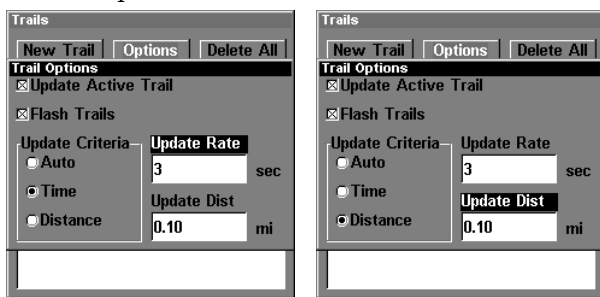 Trails
New Trail Options Delete All
Trail Options
Update Active Trail
Flash Trails
Update Criteria
Auto
Time
Distance
Update Rate
3 sec
Update Dist
0.10 mi
Trails
New Trail Options Delete All
Trail Options
Update Active Trail
Flash Trails
Update Criteria
Auto
Time
Distance
Update Rate
3 sec
Update Dist
0.10 mi